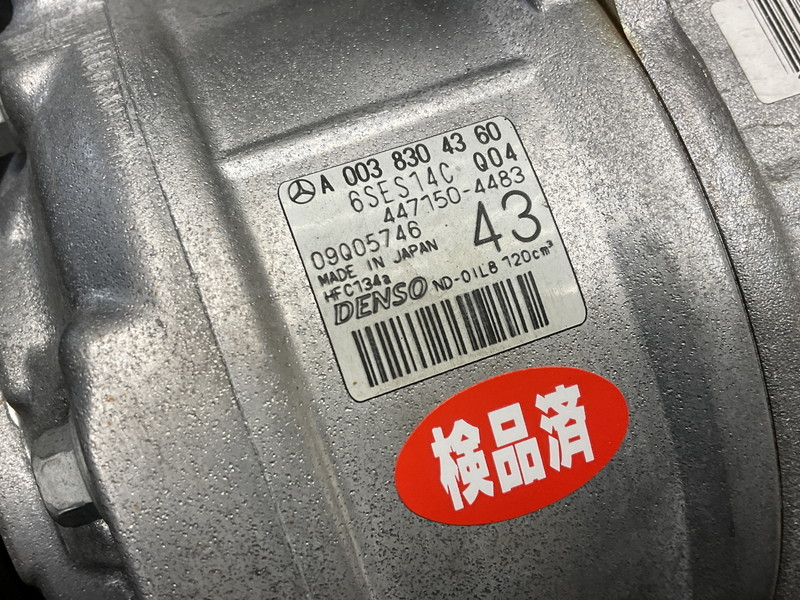 A 003 830 43 60
6SES14C Q04
447150-4483
09Q05746
43
MADE IN JAPAN
HFC134a
DENSO ND-OIL8 120cm³
検品済